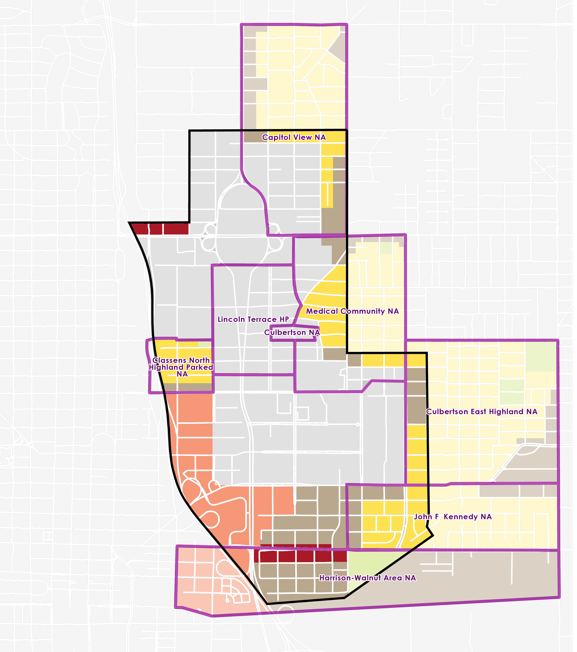 Capitol View NA
Medical Community NA
Lincoln Terrace HP
Culbertson NA
Classens North
Highland Parked
NA
Culbertson East Highland NA
John F Kennedy NA
Harrison-Walnut Area NA